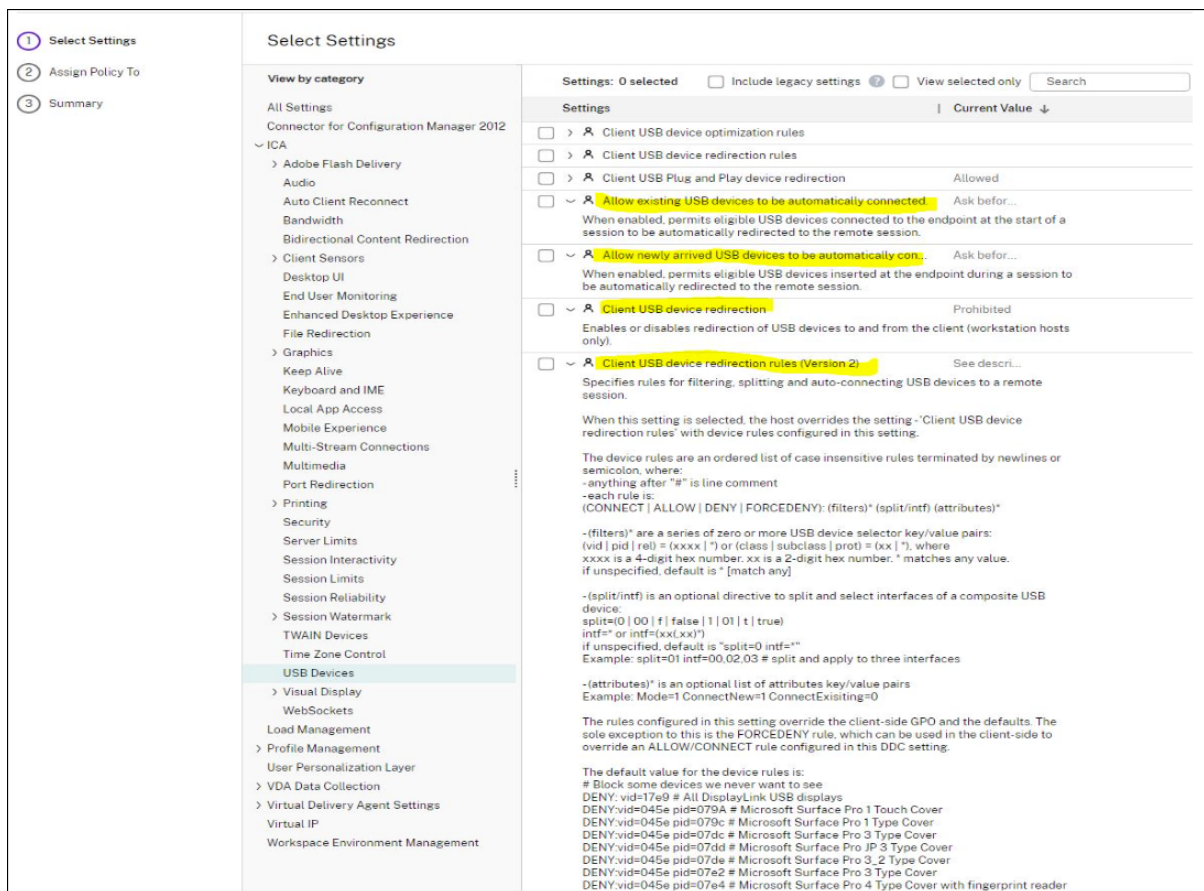 1 Select Settings
2 Assign Policy To
3 Summary
Select Settings
View by category
All Settings
Connector for Configuration Manager 2012
ICA
Adobe Flash Delivery
Audio
Auto Client Reconnect
Bandwidth
Bidirectional Content Redirection
Client Sensors
Desktop UI
End User Monitoring
Enhanced Desktop Experience
File Redirection
Graphics
Keep Alive
Keyboard and IME
Local App Access
Mobile Experience
Multi-Stream Connections
Multimedia
Port Redirection
Printing
Security
Server Limits
Session Interactivity
Session Limits
Session Reliability
Session Watermark
TWAIN Devices
Time Zone Control
USB Devices
Visual Display
WebSockets
Load Management
Profile Management
User Personalization Layer
VDA Data Collection
Virtual Delivery Agent Settings
Virtual IP
Workspace Environment Management
Settings: 0 selected Include legacy settings ? View selected only Search
Settings | Current Value ↓
Client USB device optimization rules
Client USB device redirection rules
Client USB Plug and Play device redirection Allowed
Allow existing USB devices to be automatically connected. Ask befor...
When enabled, permits eligible USB devices connected to the endpoint at the start of a
session to be automatically redirected to the remote session.
Allow newly arrived USB devices to be automatically con... Ask befor...
When enabled, permits eligible USB devices inserted at the endpoint during a session to
be automatically redirected to the remote session.
Client USB device redirection Prohibited
Enables or disables redirection of USB devices to and from the client (workstation hosts
only).
Client USB device redirection rules (Version 2) See descri...
Specifies rules for filtering, splitting and auto-connecting USB devices to a remote
session.
When this setting is selected, the host overrides the setting -'Client USB device
redirection rules' with device rules configured in this setting.
The device rules are an ordered list of case insensitive rules terminated by newlines or
semicolon, where:
-anything after "#" is line comment
-each rule is:
(CONNECT | ALLOW | DENY | FORCEDENY): (filters)* (split/intf) (attributes)*
-(filters)* are a series of zero or more USB device selector key/value pairs:
(vid | pid | rel) = (xxxx | *) or (class | subclass | prot) = (xx | *), where
xxxx is a 4-digit hex number. xx is a 2-digit hex number. * matches any value.
if unspecified, default is * [match any]
-(split/intf) is an optional directive to split and select interfaces of a composite USB
device:
split=(0 | 00 | f | false | 1 | 01 | t | true)
intf=* or intf=(xx(,xx)*)
if unspecified, default is "split=0 intf=*"
Example: split=01 intf=00,02,03 # split and apply to three interfaces
-(attributes)* is an optional list of attributes key/value pairs
Example: Mode=1 ConnectNew=1 ConnectExisiting=0
The rules configured in this setting override the client-side GPO and the defaults. The
sole exception to this is the FORCEDENY rule, which can be used in the client-side to
override an ALLOW/CONNECT rule configured in this DDC setting.
The default value for the device rules is:
# Block some devices we never want to see
DENY: vid=17e9 # All DisplayLink USB displays
DENY:vid=045e pid=079A # Microsoft Surface Pro 1 Touch Cover
DENY:vid=045e pid=079c # Microsoft Surface Pro 1 Type Cover
DENY:vid=045e pid=07dc # Microsoft Surface Pro 3 Type Cover
DENY:vid=045e pid=07dd # Microsoft Surface Pro JP 3 Type Cover
DENY:vid=045e pid=07de # Microsoft Surface Pro 3_2 Type Cover
DENY:vid=045e pid=07e2 # Microsoft Surface Pro 3 Type Cover
DENY:vid=045e pid=07e4 # Microsoft Surface Pro 4 Type Cover with fingerprint reader